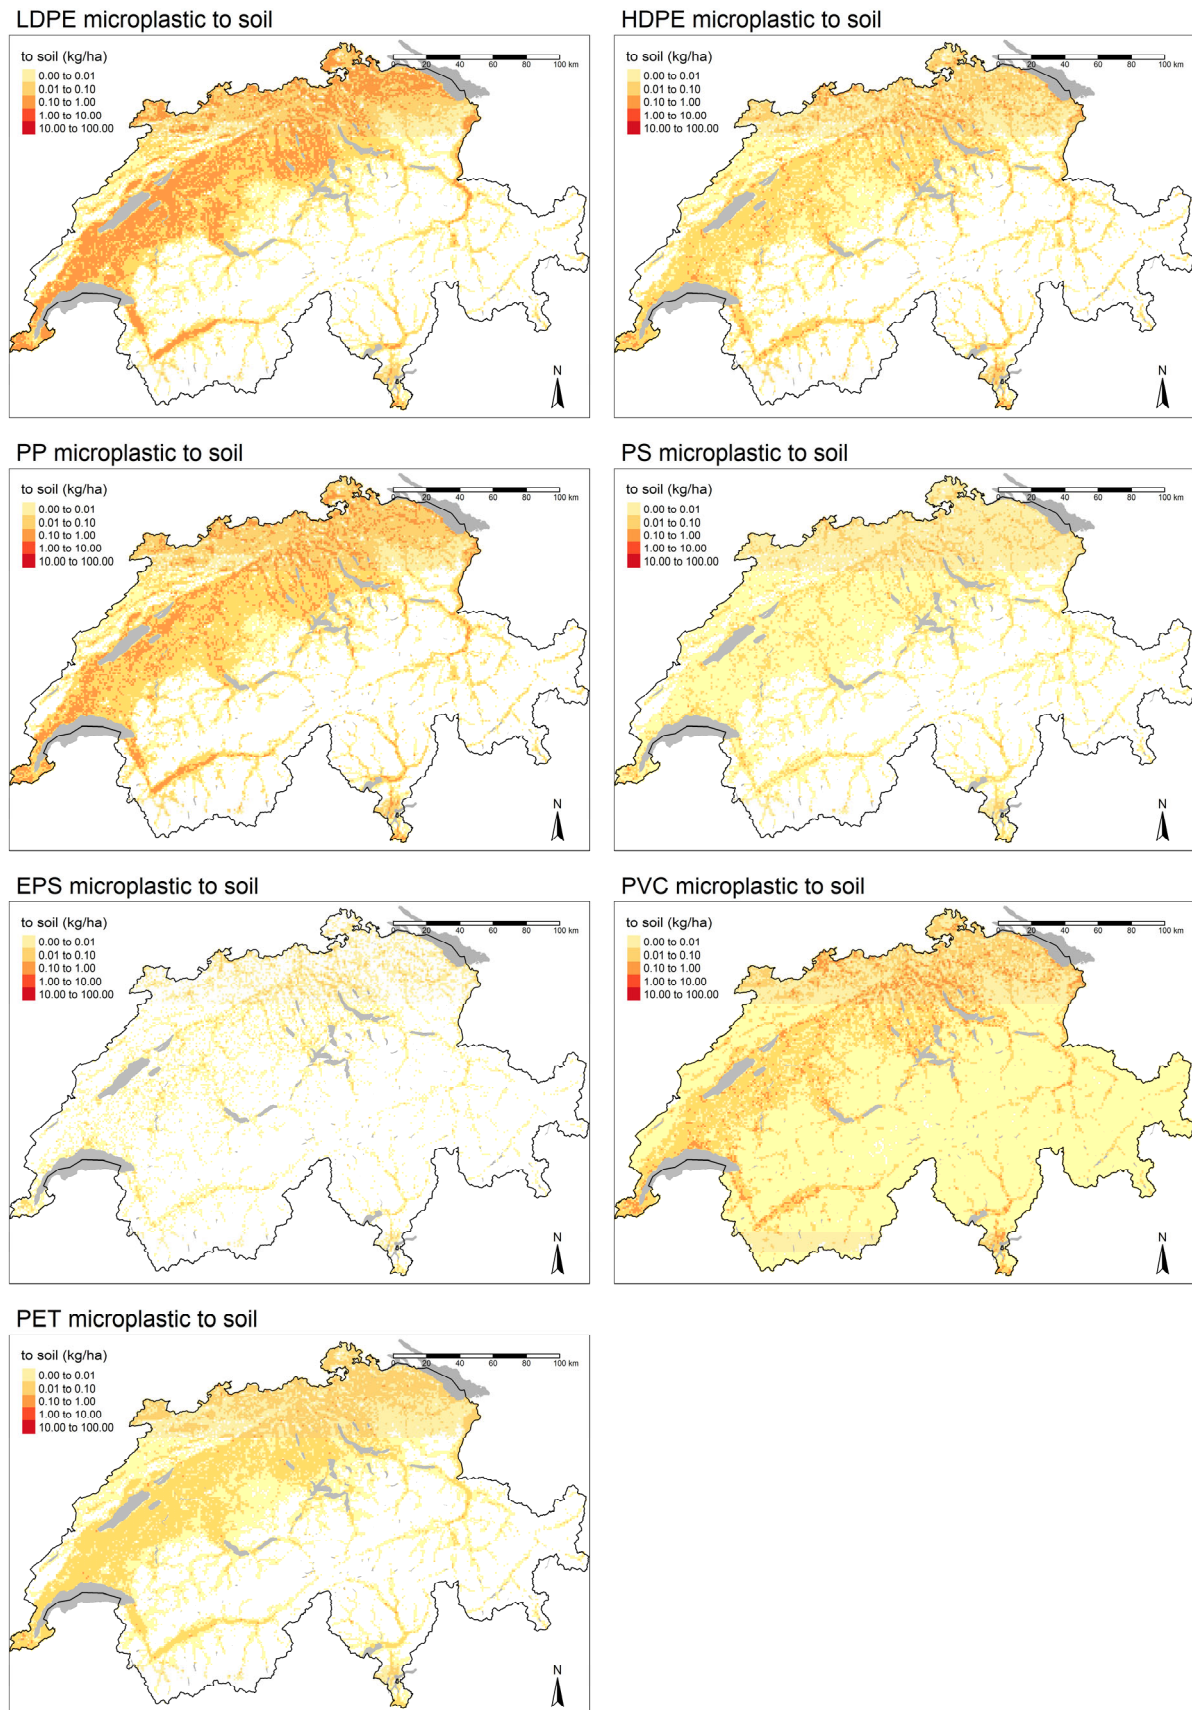 LDPE microplastic to soil
to soil (kg/ha)
0.00 to 0.01
0.01 to 0.10
0.10 to 1.00
1.00 to 10.00
10.00 to 100.00
0 20 40 60 80 100 km
N
HDPE microplastic to soil
to soil (kg/ha)
0.00 to 0.01
0.01 to 0.10
0.10 to 1.00
1.00 to 10.00
10.00 to 100.00
0 20 40 60 80 100 km
N
PP microplastic to soil
to soil (kg/ha)
0.00 to 0.01
0.01 to 0.10
0.10 to 1.00
1.00 to 10.00
10.00 to 100.00
0 20 40 60 80 100 km
N
PS microplastic to soil
to soil (kg/ha)
0.00 to 0.01
0.01 to 0.10
0.10 to 1.00
1.00 to 10.00
10.00 to 100.00
0 20 40 60 80 100 km
N
EPS microplastic to soil
to soil (kg/ha)
0.00 to 0.01
0.01 to 0.10
0.10 to 1.00
1.00 to 10.00
10.00 to 100.00
0 20 40 60 80 100 km
N
PVC microplastic to soil
to soil (kg/ha)
0.00 to 0.01
0.01 to 0.10
0.10 to 1.00
1.00 to 10.00
10.00 to 100.00
0 20 40 60 80 100 km
N
PET microplastic to soil
to soil (kg/ha)
0.00 to 0.01
0.01 to 0.10
0.10 to 1.00
1.00 to 10.00
10.00 to 100.00
0 20 40 60 80 100 km
N